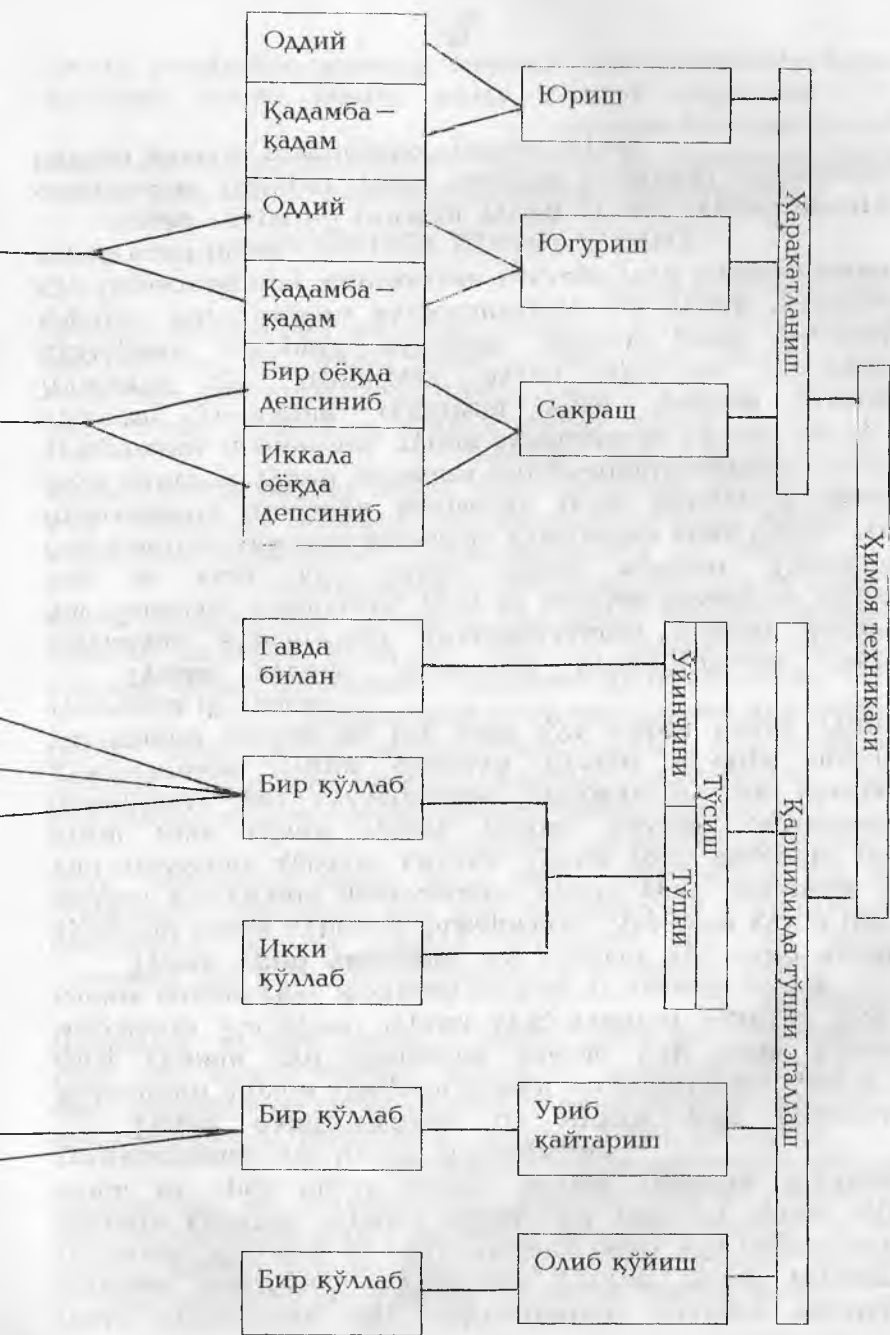 Оддий
Қадамба—
қадам
Оддий
Қадамба—
қадам
Бир оёқда
депсиниб
Иккала
оёқда
депсиниб
Гавда
билан
Бир қўллаб
Икки
қўллаб
Бир қўллаб
Бир қўллаб
Юриш
Югуриш
Сакраш
Ўйинчини
Тўпни
Тўсиш
Уриб
қайтариш
Олиб қўйиш
Ҳаракатланиш
Қаршиликда тўпни эгаллаш
Ҳимоя техникаси